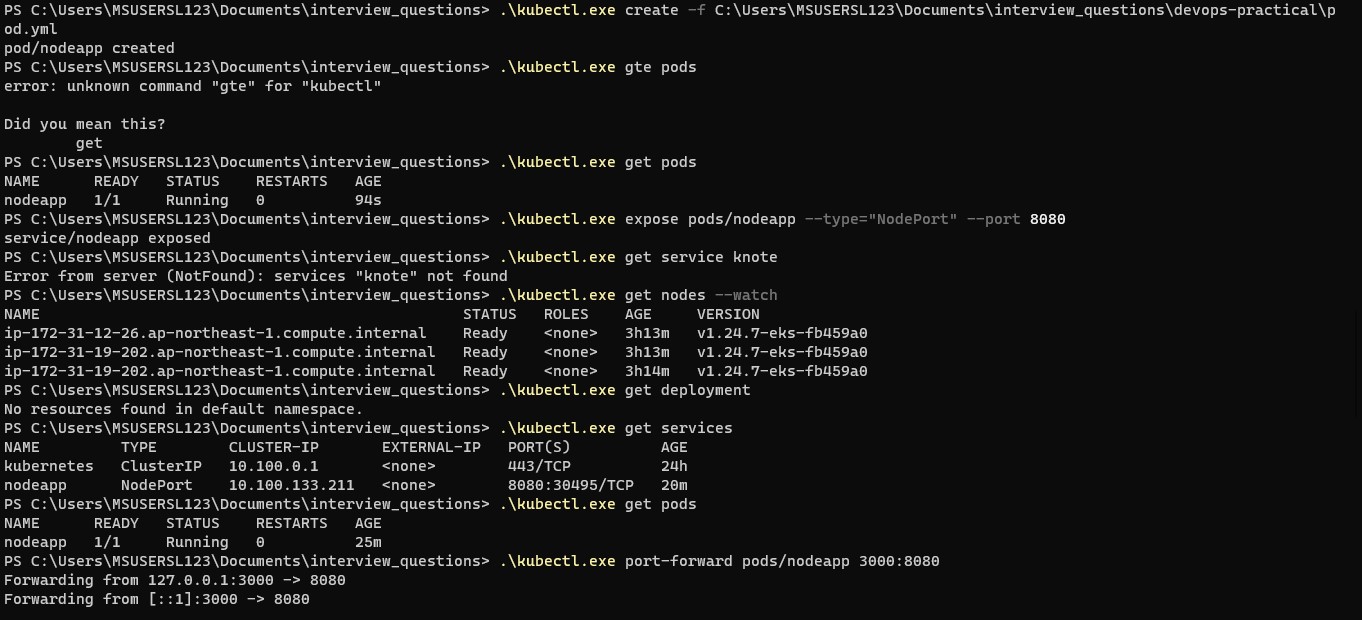 PS C:\Users\MSUSERSL123\Documents\interview_questions> .\kubectl.exe create -f C:\Users\MSUSERSL123\Documents\interview_questions\devops-practical\p
od.yml
pod/nodeapp created
PS C:\Users\MSUSERSL123\Documents\interview_questions> .\kubectl.exe gte pods
error: unknown command "gte" for "kubectl"
Did you mean this?
get
PS C:\Users\MSUSERSL123\Documents\interview_questions> .\kubectl.exe get pods
NAME READY STATUS RESTARTS AGE
nodeapp 1/1 Running 0 94s
PS C:\Users\MSUSERSL123\Documents\interview_questions> .\kubectl.exe expose pods/nodeapp --type="NodePort" --port 8080
service/nodeapp exposed
PS C:\Users\MSUSERSL123\Documents\interview_questions> .\kubectl.exe get service knote
Error from server (NotFound): services "knote" not found
PS C:\Users\MSUSERSL123\Documents\interview_questions> .\kubectl.exe get nodes --watch
NAME STATUS ROLES AGE VERSION
ip-172-31-12-26.ap-northeast-1.compute.internal Ready <none> 3h13m v1.24.7-eks-fb459a0
ip-172-31-19-202.ap-northeast-1.compute.internal Ready <none> 3h13m v1.24.7-eks-fb459a0
ip-172-31-19-202.ap-northeast-1.compute.internal Ready <none> 3h14m v1.24.7-eks-fb459a0
PS C:\Users\MSUSERSL123\Documents\interview_questions> .\kubectl.exe get deployment
No resources found in default namespace.
PS C:\Users\MSUSERSL123\Documents\interview_questions> .\kubectl.exe get services
NAME TYPE CLUSTER-IP EXTERNAL-IP PORT(S) AGE
kubernetes ClusterIP 10.100.0.1 <none> 443/TCP 24h
nodeapp NodePort 10.100.133.211 <none> 8080:30495/TCP 20m
PS C:\Users\MSUSERSL123\Documents\interview_questions> .\kubectl.exe get pods
NAME READY STATUS RESTARTS AGE
nodeapp 1/1 Running 0 25m
PS C:\Users\MSUSERSL123\Documents\interview_questions> .\kubectl.exe port-forward pods/nodeapp 3000:8080
Forwarding from 127.0.0.1:3000 -> 8080
Forwarding from [::1]:3000 -> 8080